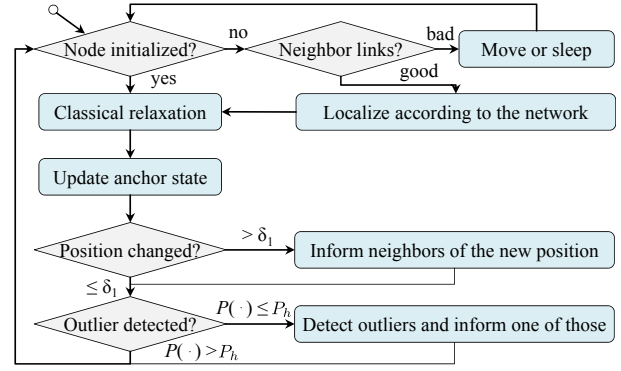 Node initialized?
no
Neighbor links?
bad
Move or sleep
yes
good
Classical relaxation
Localize according to the network
Update anchor state
Position changed?
> δ₁
Inform neighbors of the new position
≤ δ₁
Outlier detected?
P( · ) ≤ Pₕ
Detect outliers and inform one of those
P( · ) > Pₕ